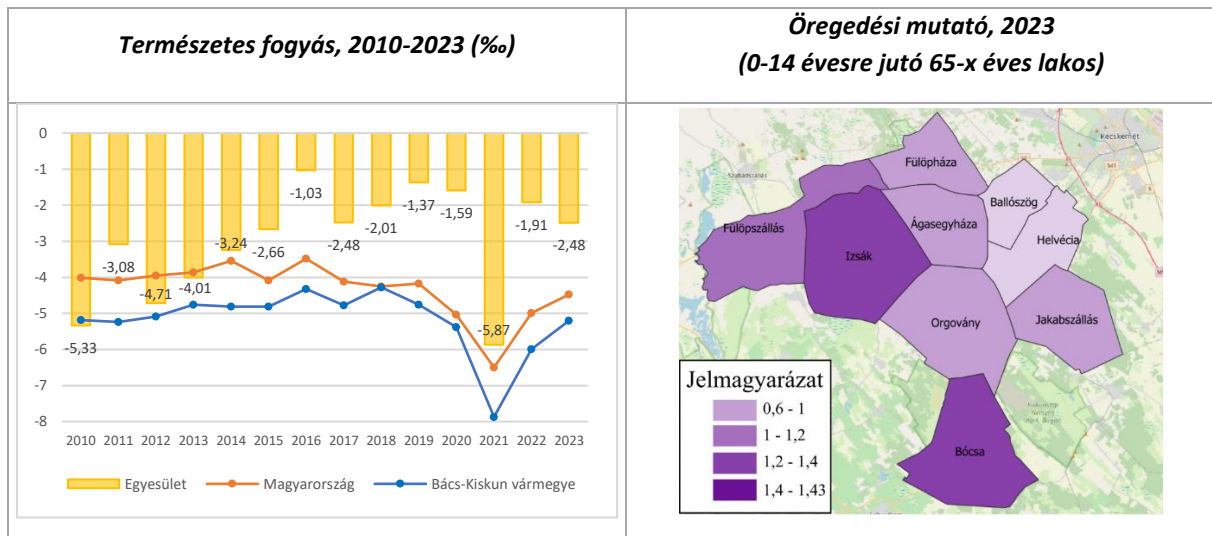 Természetes fogyás, 2010-2023 (‰)
Öregedési mutató, 2023
(0-14 évesre jutó 65-x éves lakos)
0
-1
-2
-3
-4
-5
-6
-7
-8
-5,33
-3,08
-4,71
-4,01
-3,24
-2,66
-1,03
-2,48
-2,01
-1,37
-1,59
-5,87
-1,91
-2,48
2010 2011 2012 2013 2014 2015 2016 2017 2018 2019 2020 2021 2022 2023
Egyesület Magyarország Bács-Kiskun vármegye
Kecskemét
Szabadszállás
Fülöpháza
Ballószög
Ágasegyháza
Fülöpszállás
Helvécia
Izsák
Orgovány
Jakabszállás
Bócsa
Jelmagyarázat
0,6 - 1
1 - 1,2
1,2 - 1,4
1,4 - 1,43